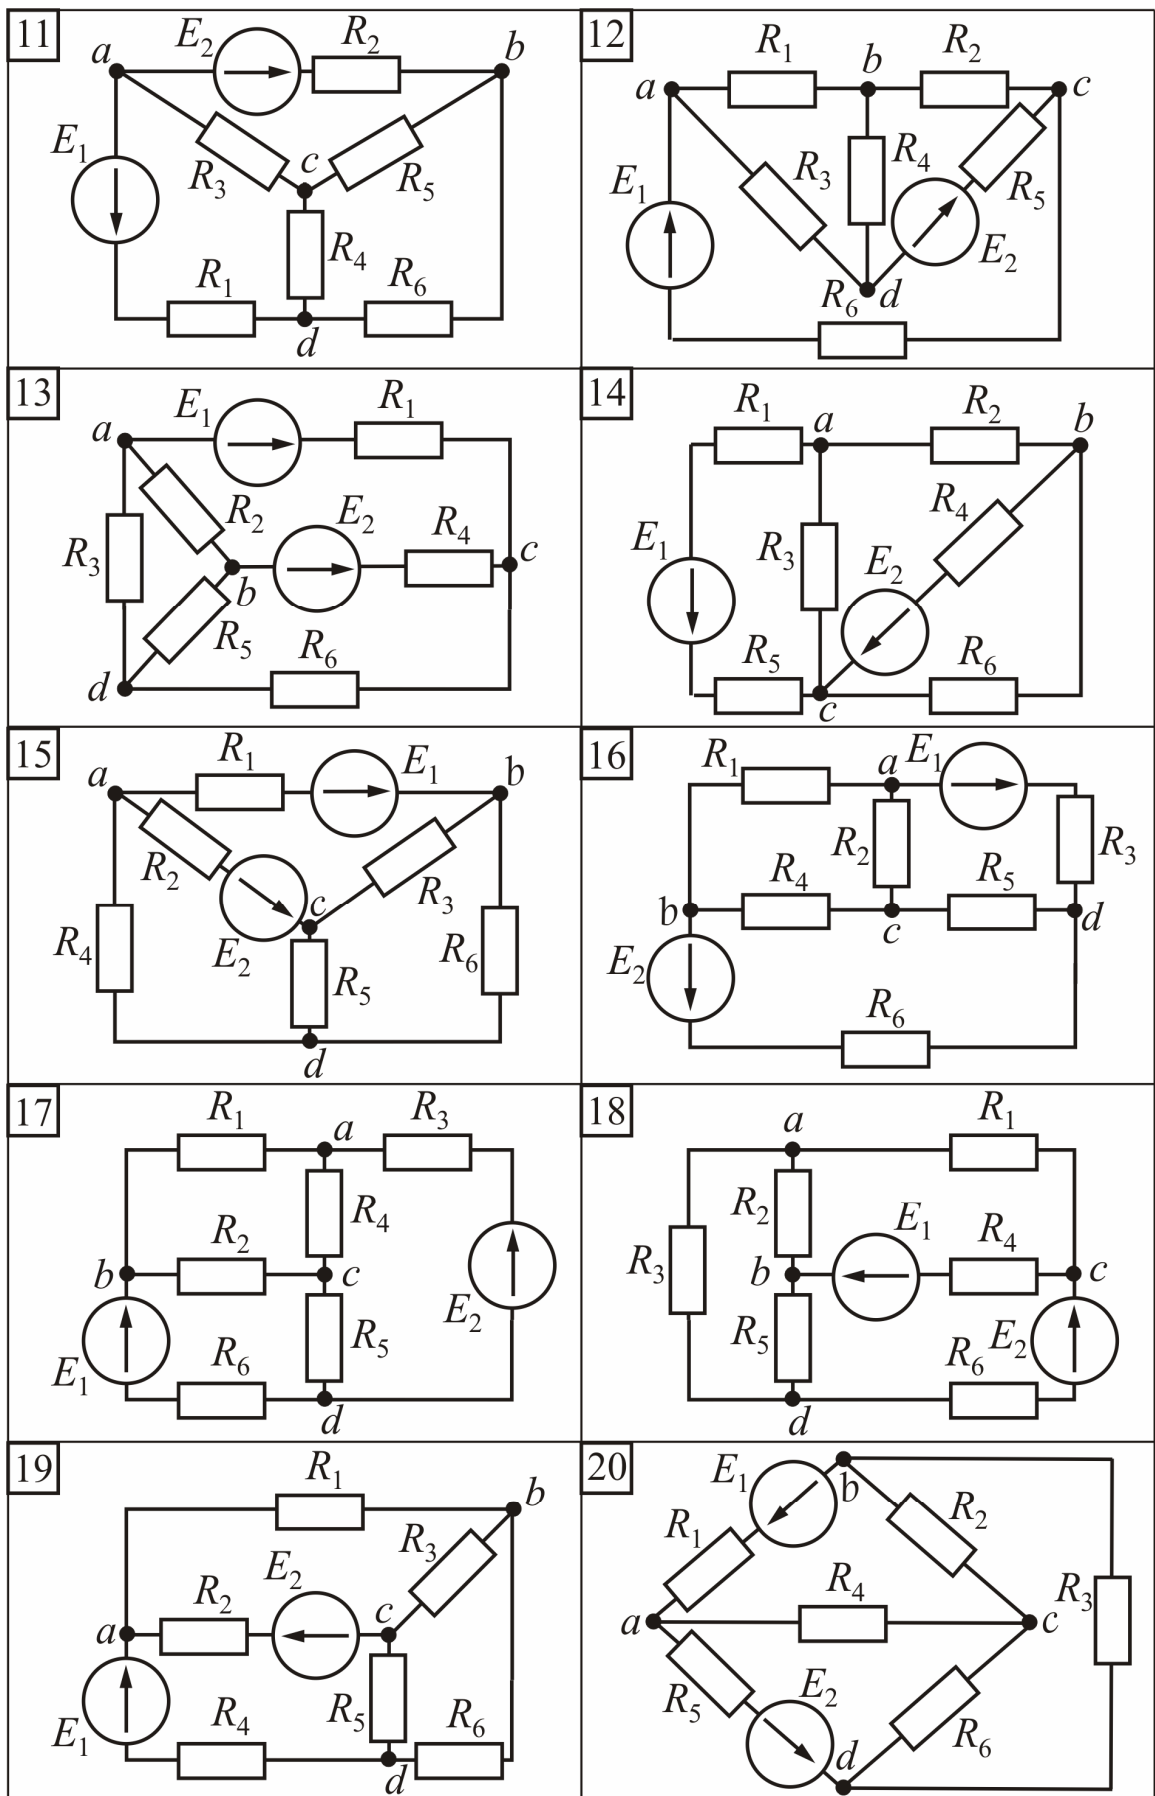 11
E₂ R₂
a b
E₁
R₃ c R₅
R₄
R₁ R₆
d
12
R₁ b R₂
a c
R₃ R₄ R₅
E₁
E₂
R₆ d
13
E₁ R₁
a
R₂ E₂ R₄
R₃ c
b
R₅ R₆
d
14
R₁ a R₂ b
R₄
E₁ R₃ E₂
R₅ R₆
c
15
R₁ E₁
a b
R₂ R₃
c
R₄ E₂ R₅ R₆
d
16
R₁ a E₁
R₂ R₃
R₄ R₅
b c d
E₂
R₆
17
R₁ a R₃
R₄
R₂
b c
R₅ E₂
E₁ R₆
d
18
a R₁
R₂ E₁ R₄
R₃ b c
R₅ R₆ E₂
d
19
R₁ b
R₃
R₂ E₂
a c
E₁ R₄ R₅ R₆
d
20
E₁ b
R₁ R₂
R₄ R₃
a c
R₅ E₂
d R₆